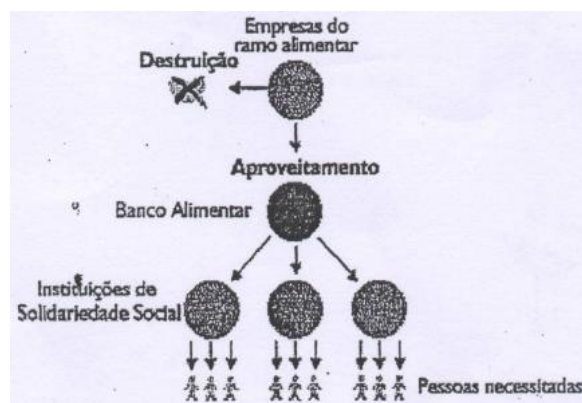 Empresas do
ramo alimentar
Destruição
Aproveitamento
Banco Alimentar
Instituições de
Solidariedade Social
Pessoas necessitadas